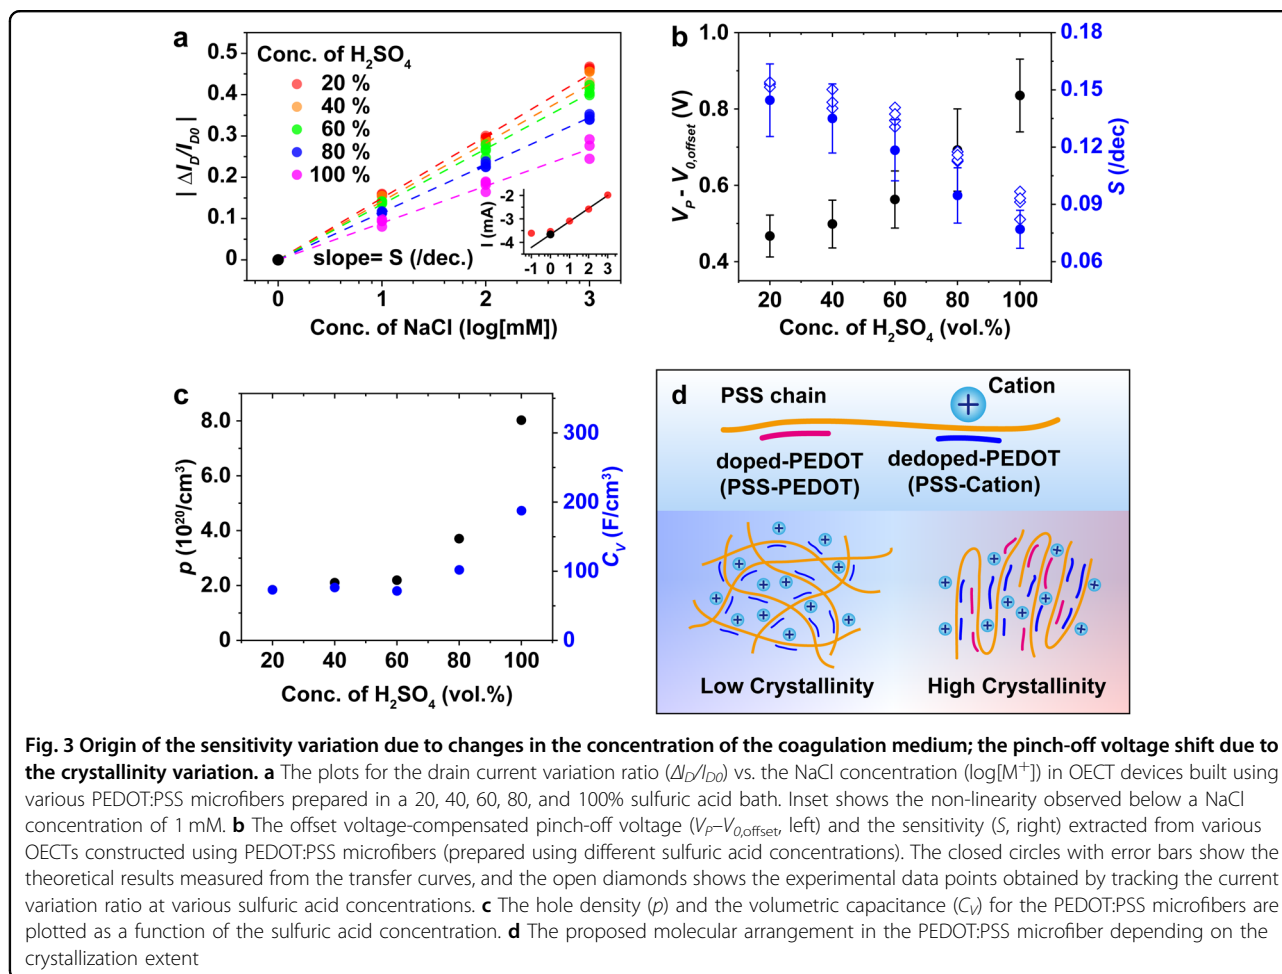 a
Conc. of H2SO4
20 %
40 %
60 %
80 %
100 %
0.5
0.4
0.3
0.2
0.1
0
| ΔID/ID0 |
slope= S (/dec.)
I (mA)
-2
-3
-4
-1 0 1 2 3
0 1 2 3
Conc. of NaCl (log[mM])
b
1.0
0.8
0.6
0.4
VP - V0,offset (V)
0.18
0.15
0.12
0.09
0.06
S (/dec)
20 40 60 80 100
Conc. of H2SO4 (vol.%)
c
8.0
6.0
4.0
2.0
0
p (10^20/cm^3)
300
200
100
0
CV (F/cm^3)
20 40 60 80 100
Conc. of H2SO4 (vol.%)
d
PSS chain
Cation
+
doped-PEDOT
(PSS-PEDOT)
dedoped-PEDOT
(PSS-Cation)
Low Crystallinity
High Crystallinity
Fig. 3 Origin of the sensitivity variation due to changes in the concentration of the coagulation medium; the pinch-off voltage shift due to
the crystallinity variation. a The plots for the drain current variation ratio (ΔID/ID0) vs. the NaCl concentration (log[M+]) in OECT devices built using
various PEDOT:PSS microfibers prepared in a 20, 40, 60, 80, and 100% sulfuric acid bath. Inset shows the non-linearity observed below a NaCl
concentration of 1 mM. b The offset voltage-compensated pinch-off voltage (VP–V0,offset, left) and the sensitivity (S, right) extracted from various
OECTs constructed using PEDOT:PSS microfibers (prepared using different sulfuric acid concentrations). The closed circles with error bars show the
theoretical results measured from the transfer curves, and the open diamonds shows the experimental data points obtained by tracking the current
variation ratio at various sulfuric acid concentrations. c The hole density (p) and the volumetric capacitance (CV) for the PEDOT:PSS microfibers are
plotted as a function of the sulfuric acid concentration. d The proposed molecular arrangement in the PEDOT:PSS microfiber depending on the
crystallization extent